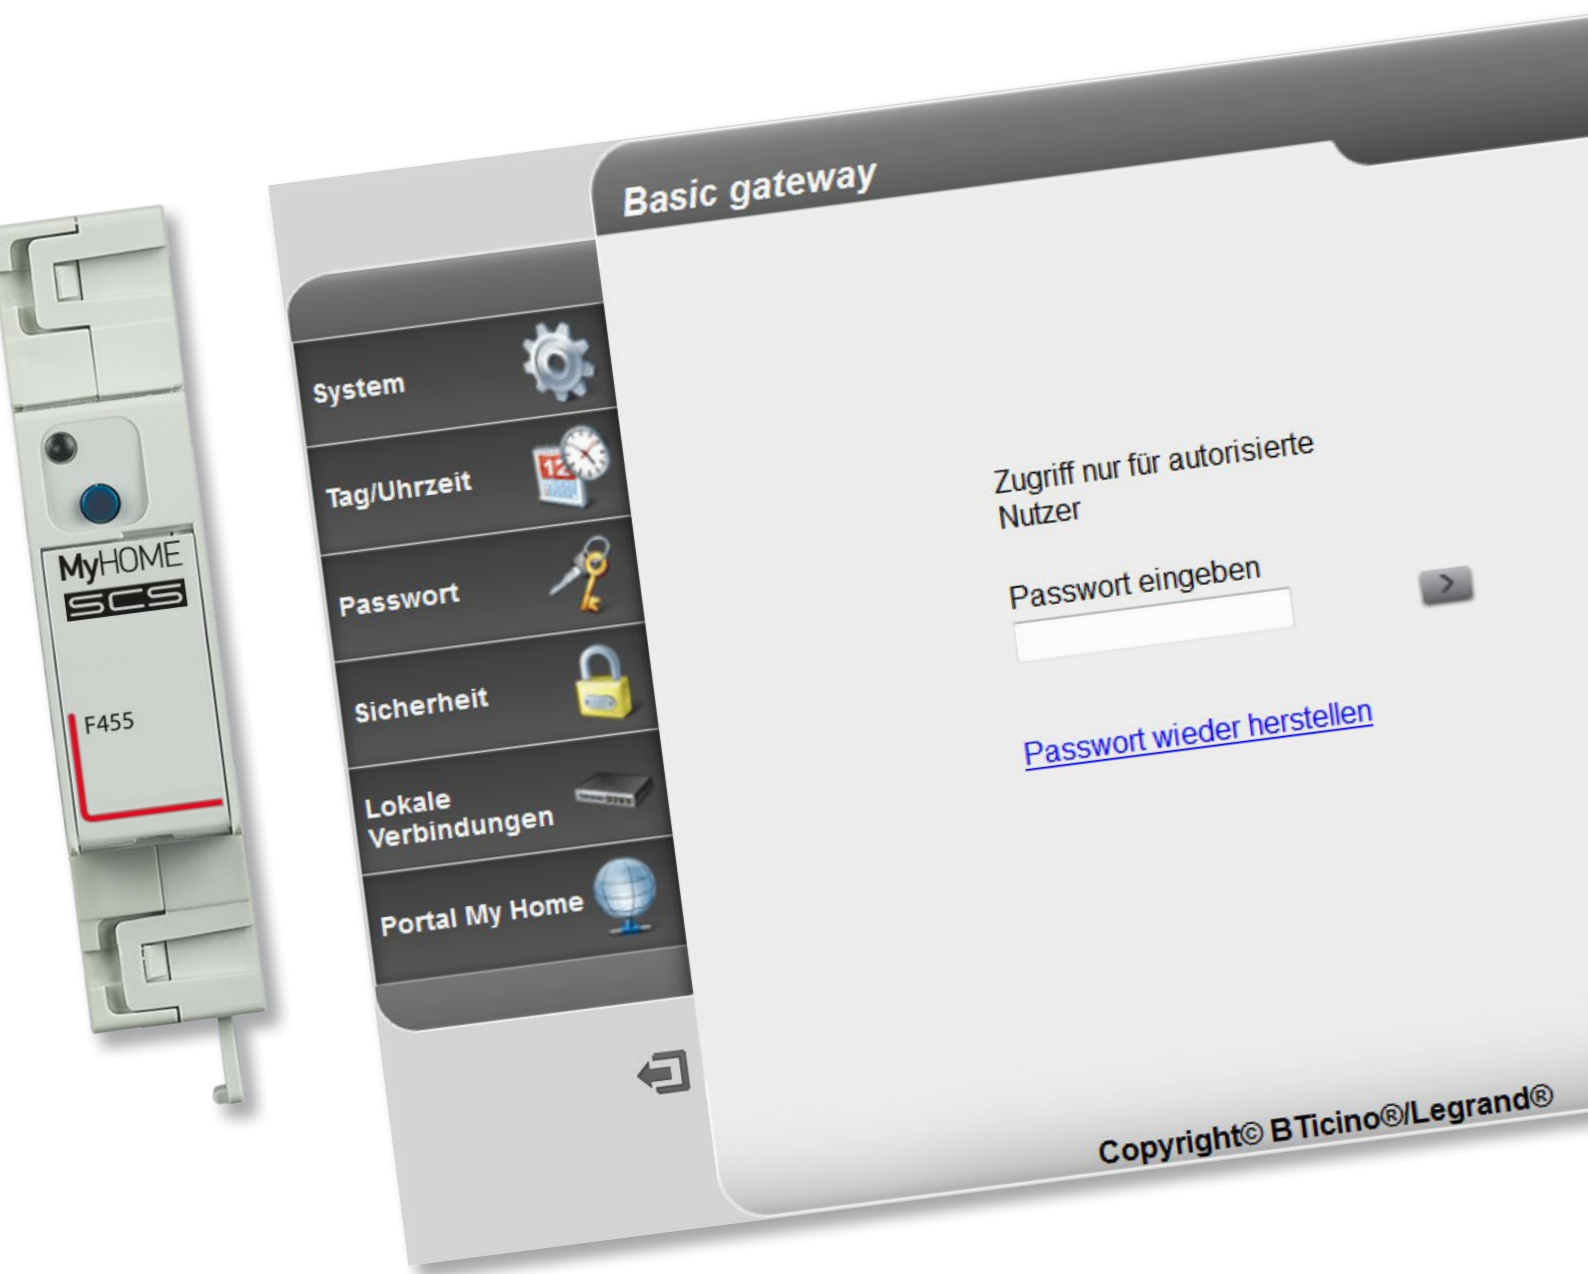 Basic gateway
System
Tag/Uhrzeit
12
Passwort
Sicherheit
Lokale
Verbindungen
Portal My Home
Zugriff nur für autorisierte
Nutzer
Passwort eingeben
>
Passwort wieder herstellen
Copyright© BTicino®/Legrand®
MyHOME
SCS
F455